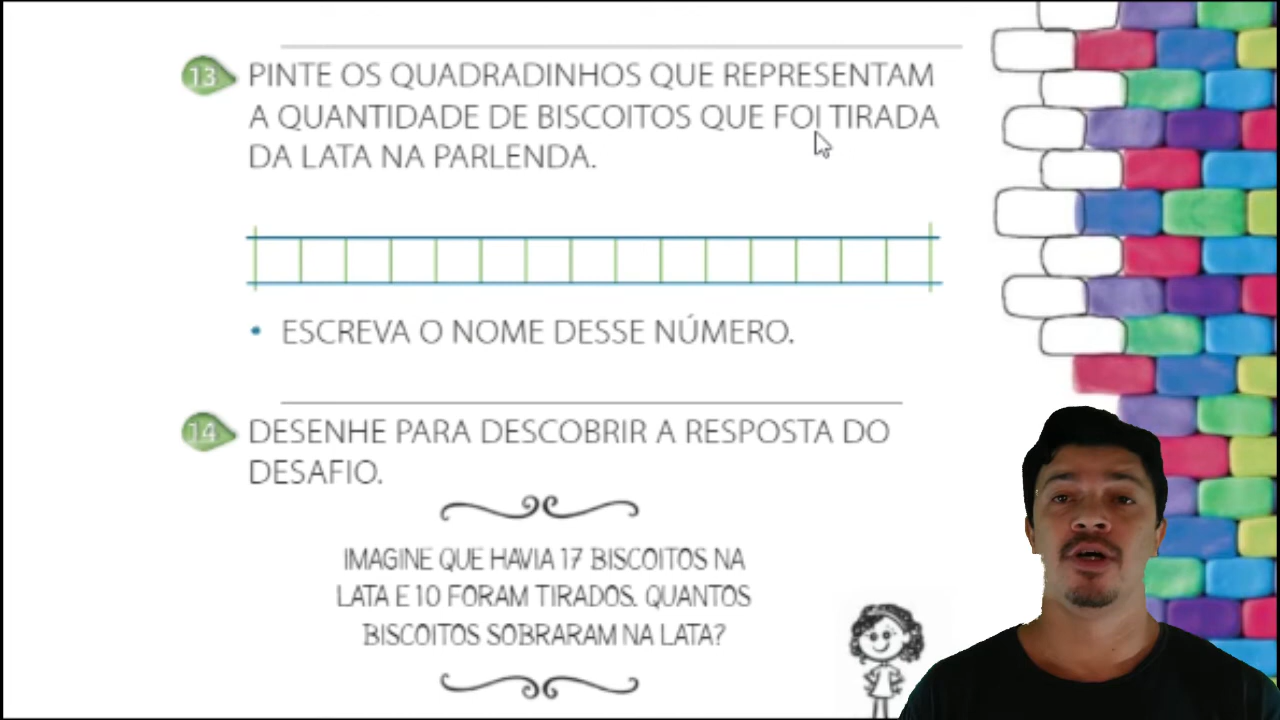 13 PINTE OS QUADRADINHOS QUE REPRESENTAM
A QUANTIDADE DE BISCOITOS QUE FOI TIRADA
DA LATA NA PARLENDA.
• ESCREVA O NOME DESSE NÚMERO.
14 DESENHE PARA DESCOBRIR A RESPOSTA DO
DESAFIO.
IMAGINE QUE HAVIA 17 BISCOITOS NA
LATA E 10 FORAM TIRADOS. QUANTOS
BISCOITOS SOBRARAM NA LATA?